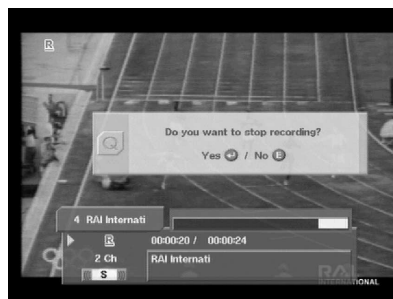 R
Q
Do you want to stop recording?
Yes / No E
4 RAI Internati
R 00:00:20 / 00:00:24
2 Ch RAI Internati
S
RAI
INTERNATIONAL